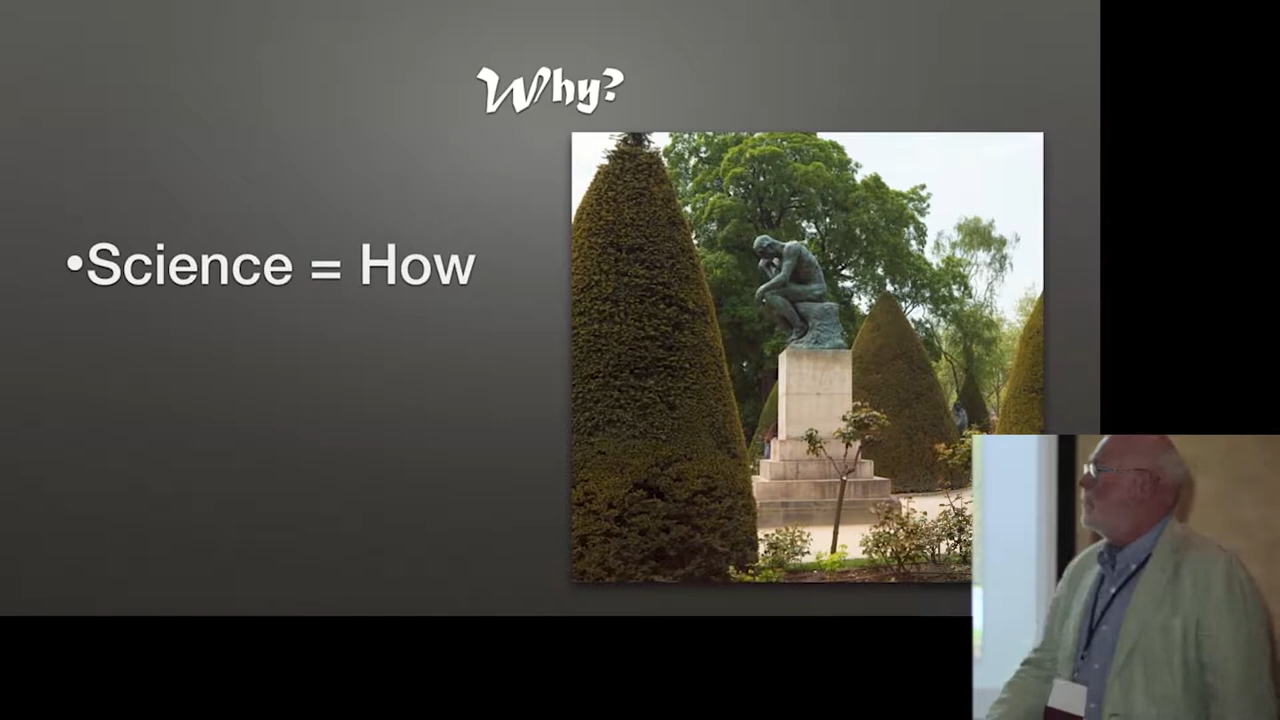 Why?
•Science = How